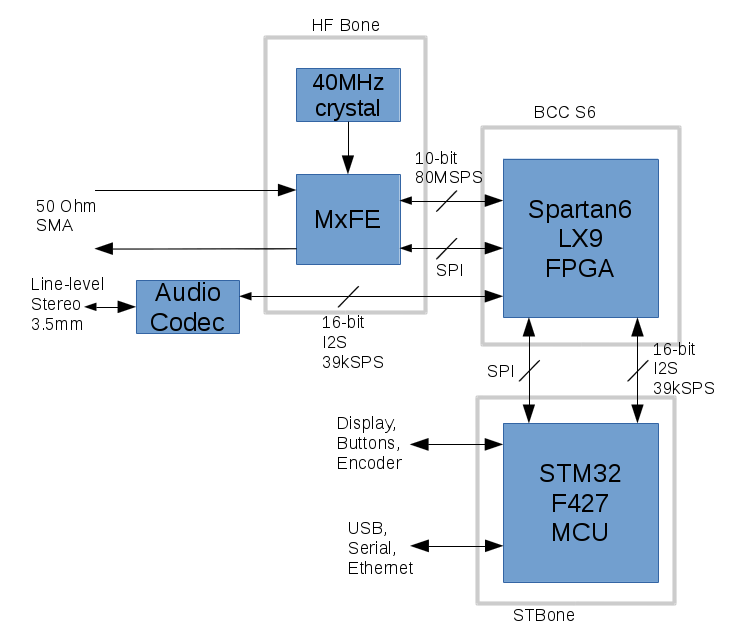 HF Bone
40MHz
crystal
BCC S6
10-bit
80MSPS
50 Ohm
SMA
MxFE
Spartan6
LX9
FPGA
SPI
Line-level
Stereo
3.5mm
Audio
Codec
16-bit
I2S
39kSPS
SPI
16-bit
I2S
39kSPS
Display,
Buttons,
Encoder
STM32
F427
MCU
USB,
Serial,
Ethernet
STBone